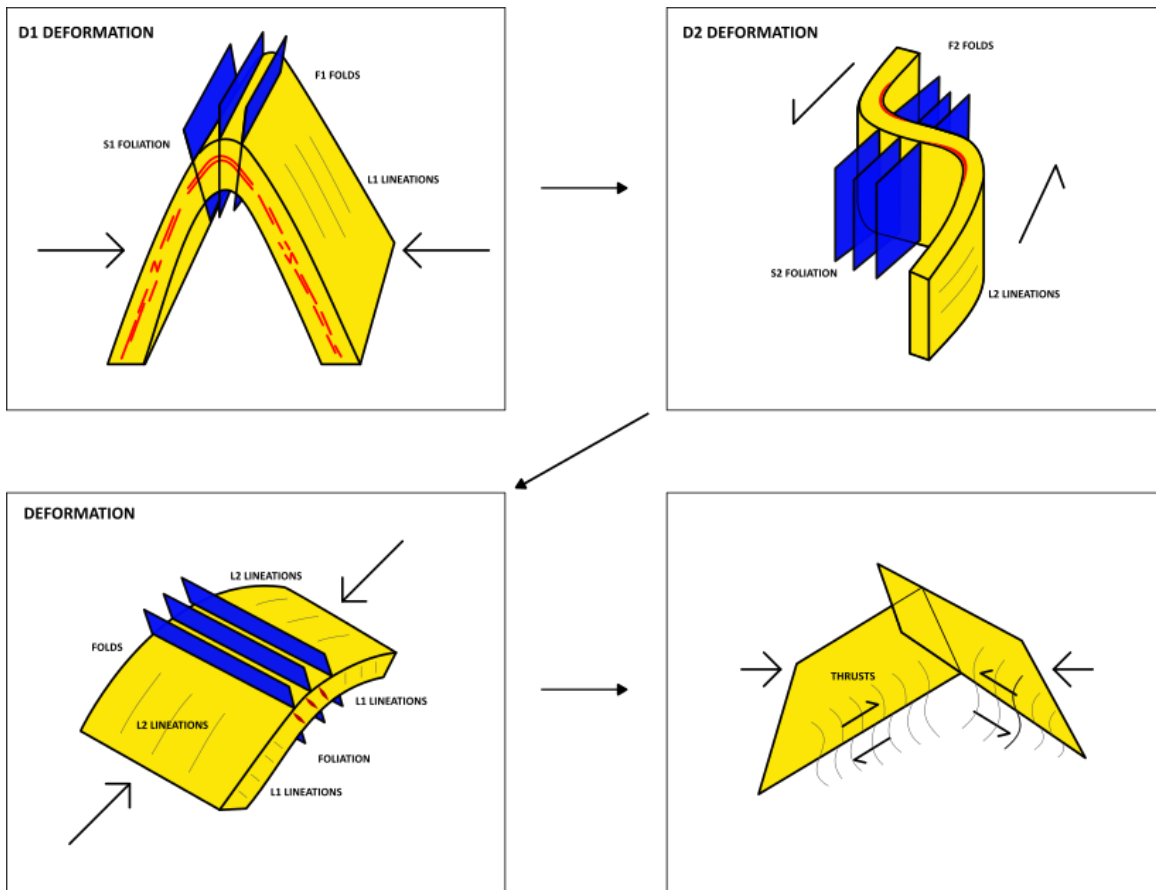 D1 DEFORMATION
F1 FOLDS
S1 FOLIATION
L1 LINEATIONS
D2 DEFORMATION
F2 FOLDS
S2 FOLIATION
L2 LINEATIONS
DEFORMATION
L2 LINEATIONS
FOLDS
L1 LINEATIONS
L2 LINEATIONS
FOLIATION
L1 LINEATIONS
THRUSTS